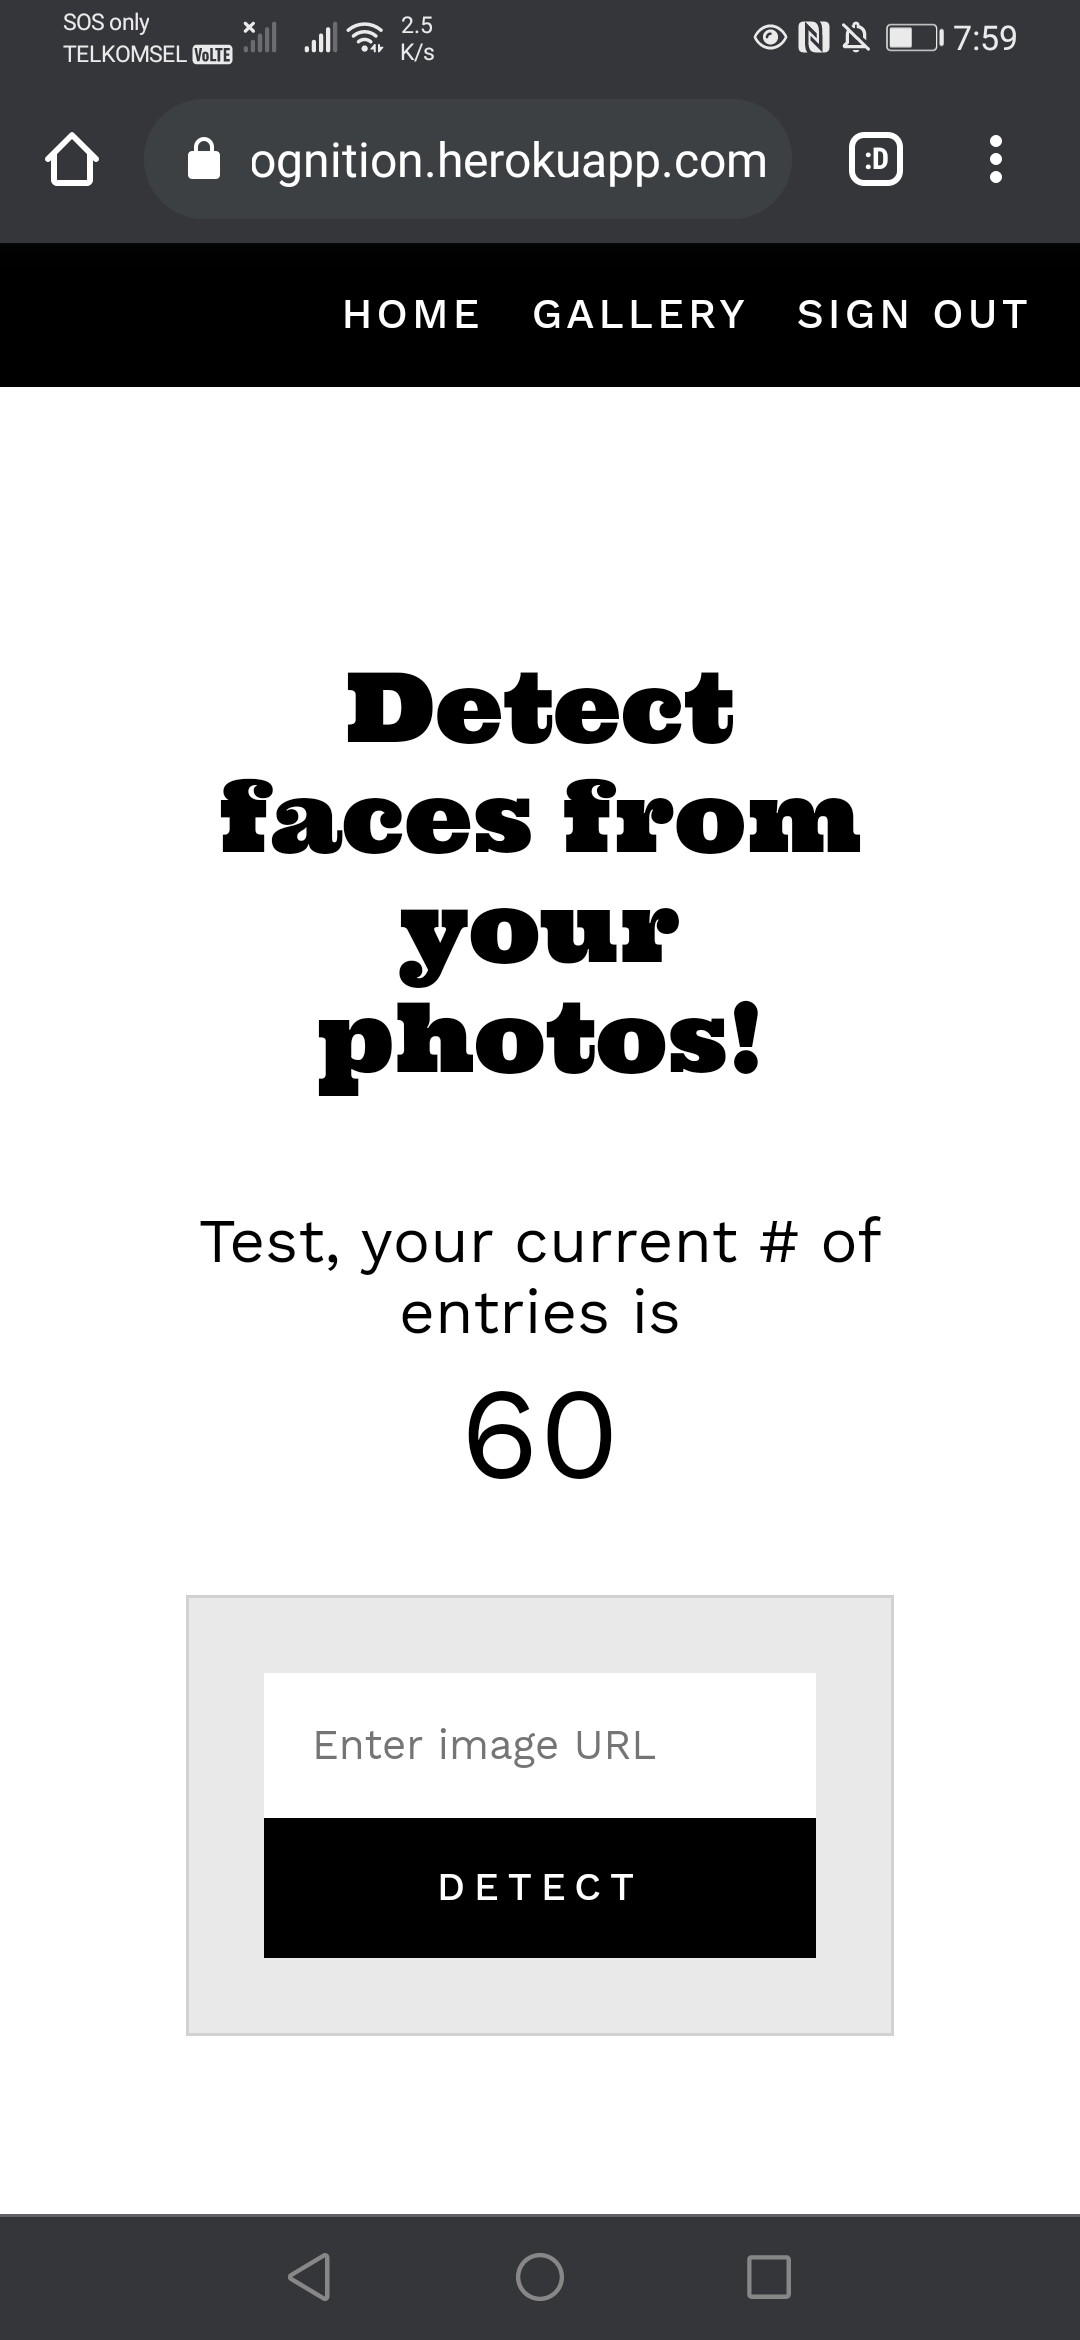 SOS only
TELKOMSEL VoLTE
2.5
K/s
7:59
ognition.herokuapp.com
:D
HOME GALLERY SIGN OUT
Detect
faces from
your
photos!
Test, your current # of
entries is
60
Enter image URL
DETECT